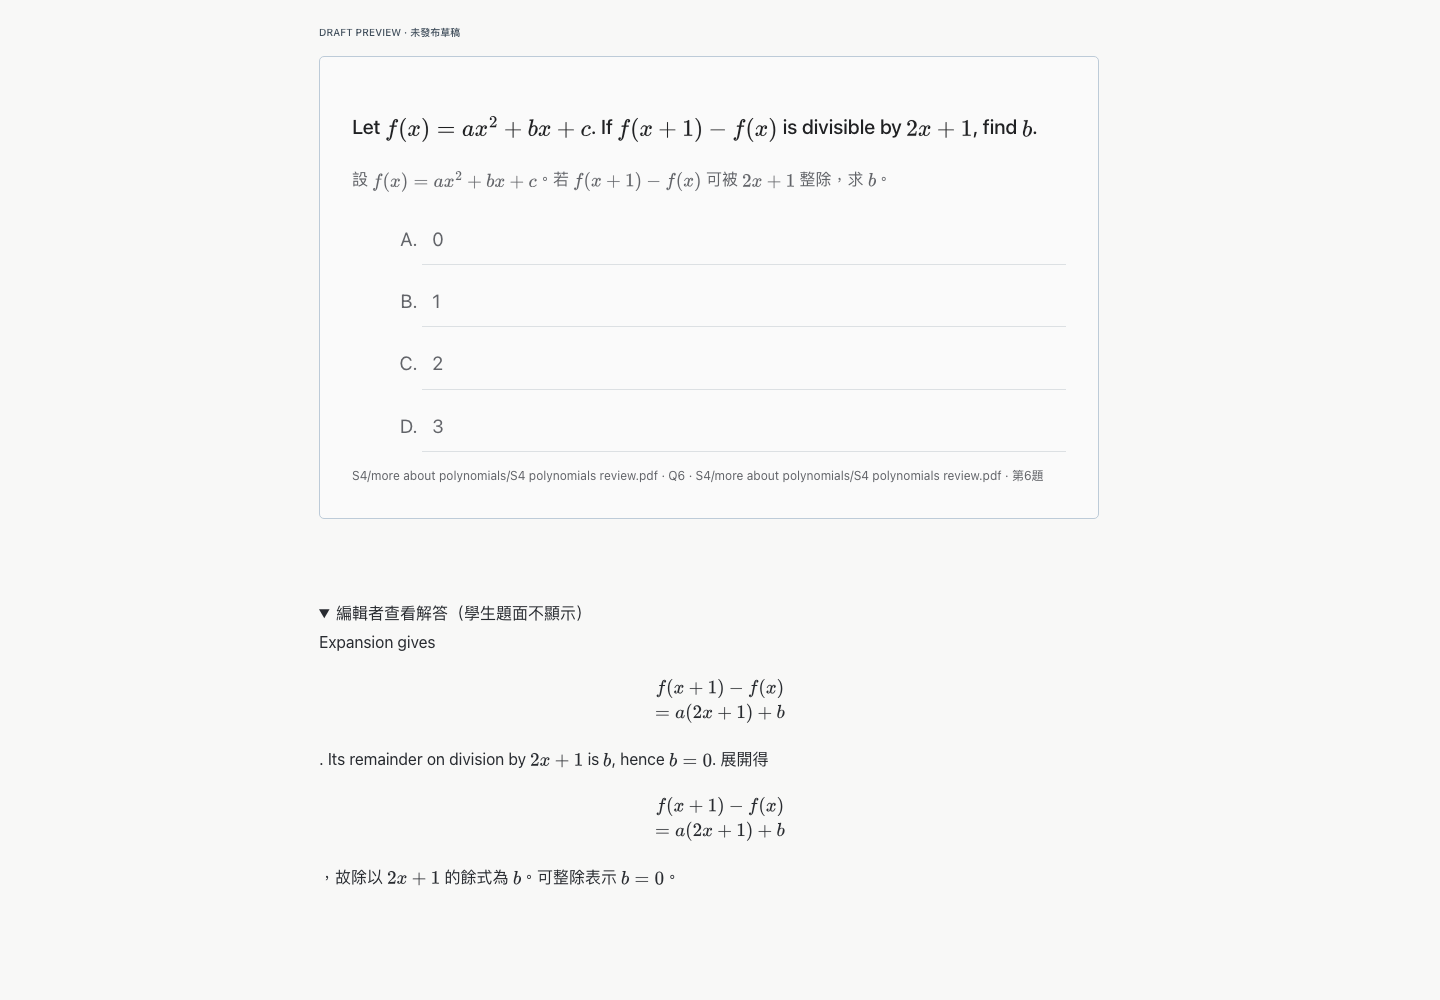 DRAFT PREVIEW · 未發布草稿
Let f(x) = ax² + bx + c. If f(x + 1) − f(x) is divisible by 2x + 1, find b.
設 f(x) = ax² + bx + c。若 f(x + 1) − f(x) 可被 2x + 1 整除，求 b。
A. 0
B. 1
C. 2
D. 3
S4/more about polynomials/S4 polynomials review.pdf · Q6 · S4/more about polynomials/S4 polynomials review.pdf · 第6題
▼ 編輯者查看解答（學生題面不顯示）
Expansion gives
f(x + 1) − f(x)
= a(2x + 1) + b
. Its remainder on division by 2x + 1 is b, hence b = 0. 展開得
f(x + 1) − f(x)
= a(2x + 1) + b
，故除以 2x + 1 的餘式為 b。可整除表示 b = 0。